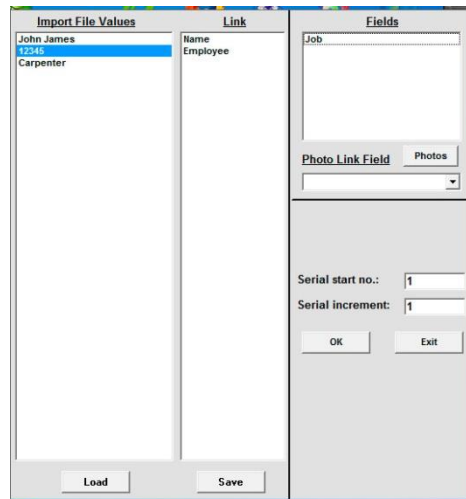 Import File Values
Link
Fields
John James
12345
Carpenter
Name
Employee
Job
Photo Link Field
Photos
Serial start no.:
1
Serial increment:
1
OK
Exit
Load
Save